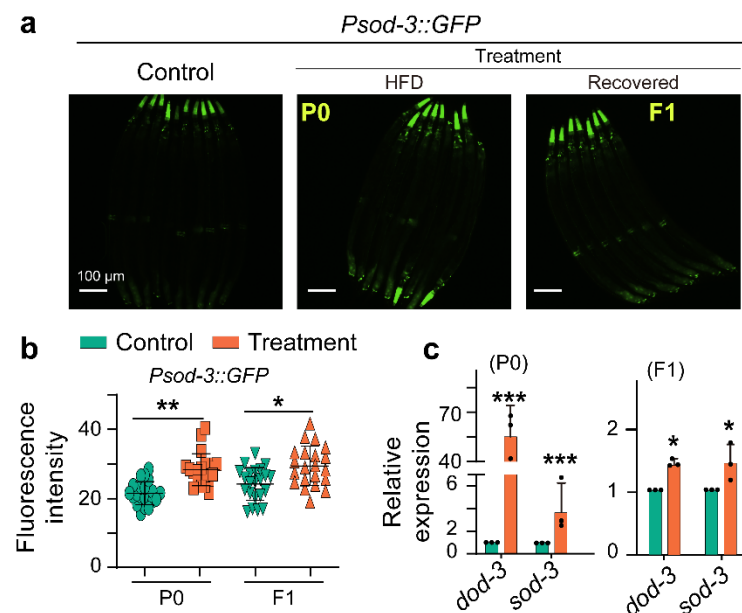 a
Psod-3::GFP
Treatment
Control
HFD
Recovered
P0
F1
100 µm
b
Control
Treatment
Psod-3::GFP
Fluorescence
intensity
40
20
0
**
*
P0
F1
c
(P0)
(F1)
Relative
expression
70
40
6
2
0
***
***
dod-3
sod-3
2
1
0
*
*
dod-3
sod-3